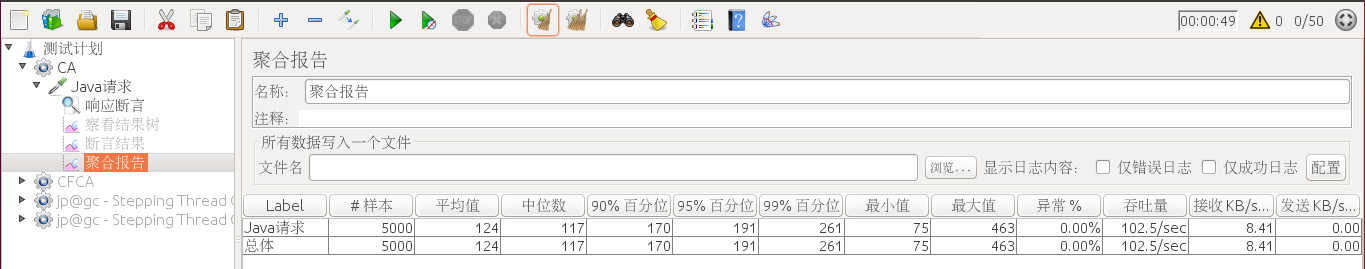 00:00:49 0 0/50
测试计划
CA
Java请求
响应断言
察看结果树
断言结果
聚合报告
CFCA
jp@gc - Stepping Thread
jp@gc - Stepping Thread
聚合报告
名称: 聚合报告
注释:
所有数据写入一个文件
文件名 浏览... 显示日志内容: 仅错误日志 仅成功日志 配置
Label # 样本 平均值 中位数 90% 百分位 95% 百分位 99% 百分位 最小值 最大值 异常 % 吞吐量 接收 KB/s... 发送 KB/s...
Java请求 5000 124 117 170 191 261 75 463 0.00% 102.5/sec 8.41 0.00
总体 5000 124 117 170 191 261 75 463 0.00% 102.5/sec 8.41 0.00